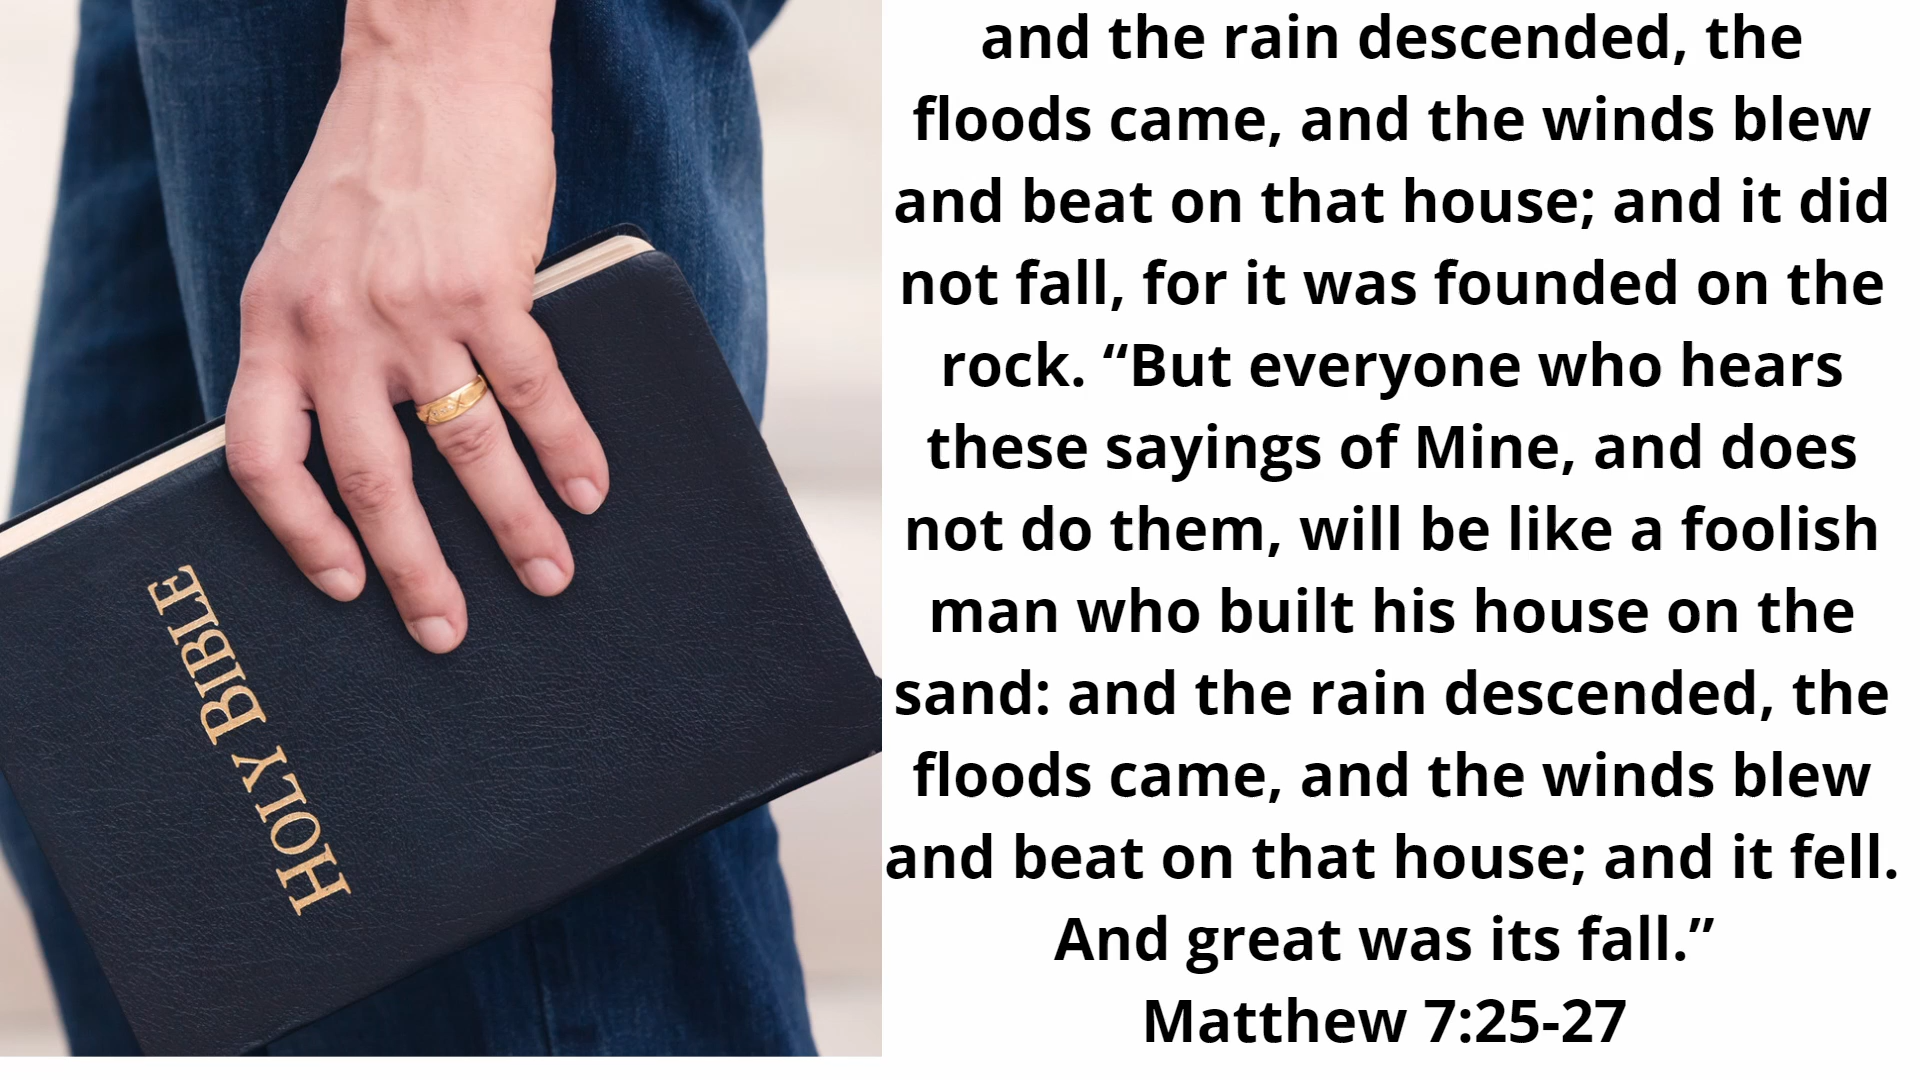 HOLY BIBLE
and the rain descended, the
floods came, and the winds blew
and beat on that house; and it did
not fall, for it was founded on the
rock. “But everyone who hears
these sayings of Mine, and does
not do them, will be like a foolish
man who built his house on the
sand: and the rain descended, the
floods came, and the winds blew
and beat on that house; and it fell.
And great was its fall.”
Matthew 7:25-27